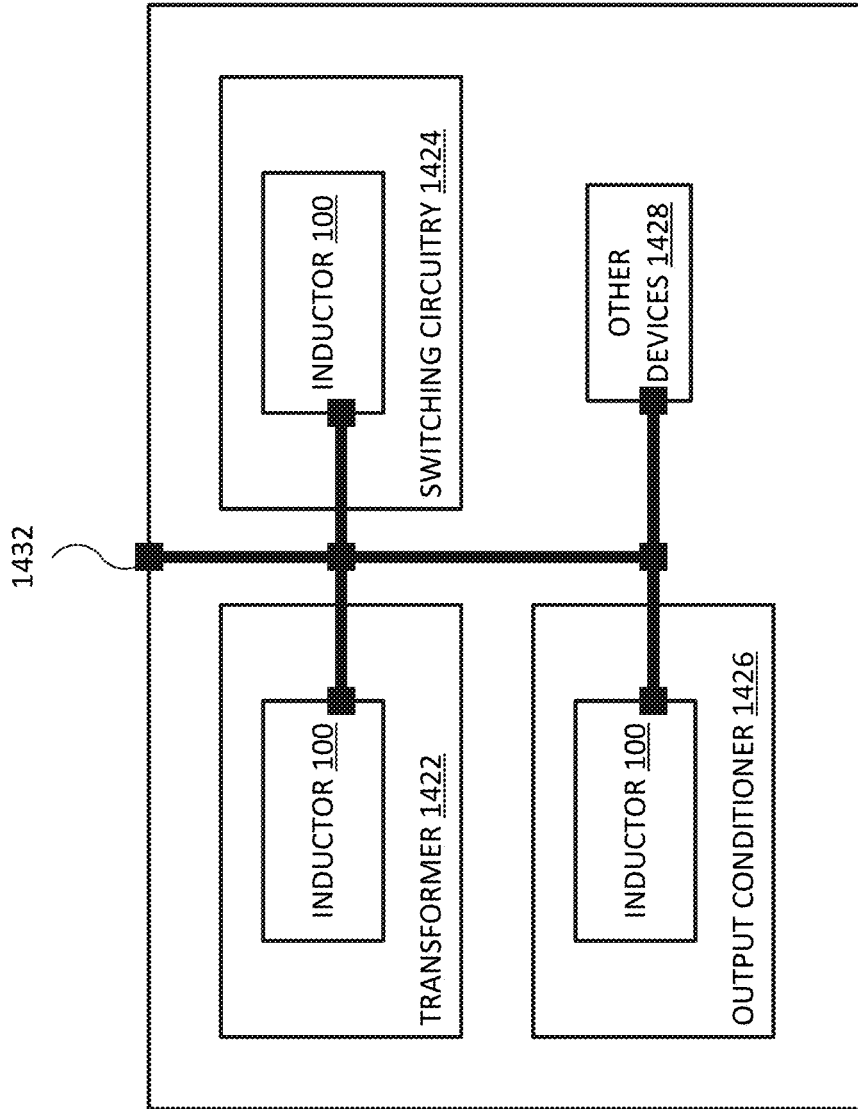 1432
INDUCTOR 100
TRANSFORMER 1422
INDUCTOR 100
SWITCHING CIRCUITRY 1424
INDUCTOR 100
OUTPUT CONDITIONER 1426
OTHER
DEVICES 1428